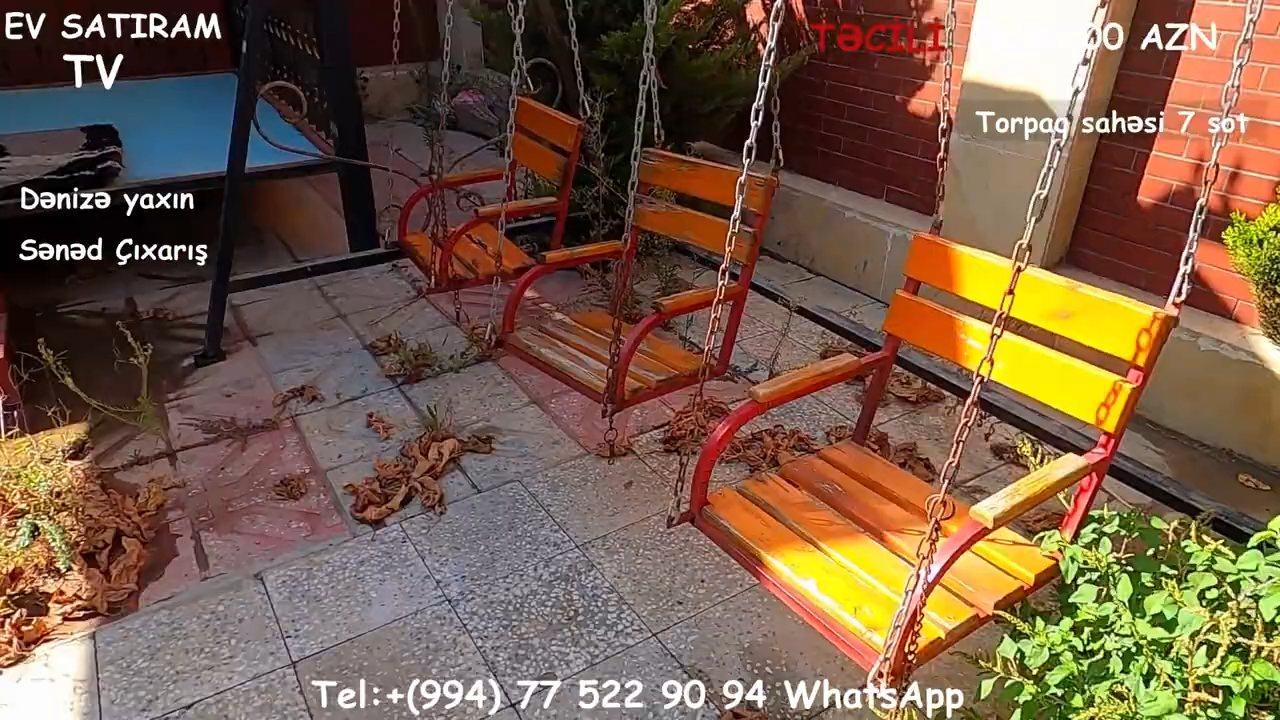 EV SATIRAM
TV
TƏCİLİ 00 AZN
Torpaq sahəsi 7 sot
Dənizə yaxın
Sənəd Çıxarış
Tel:+(994) 77 522 90 94 WhatsApp